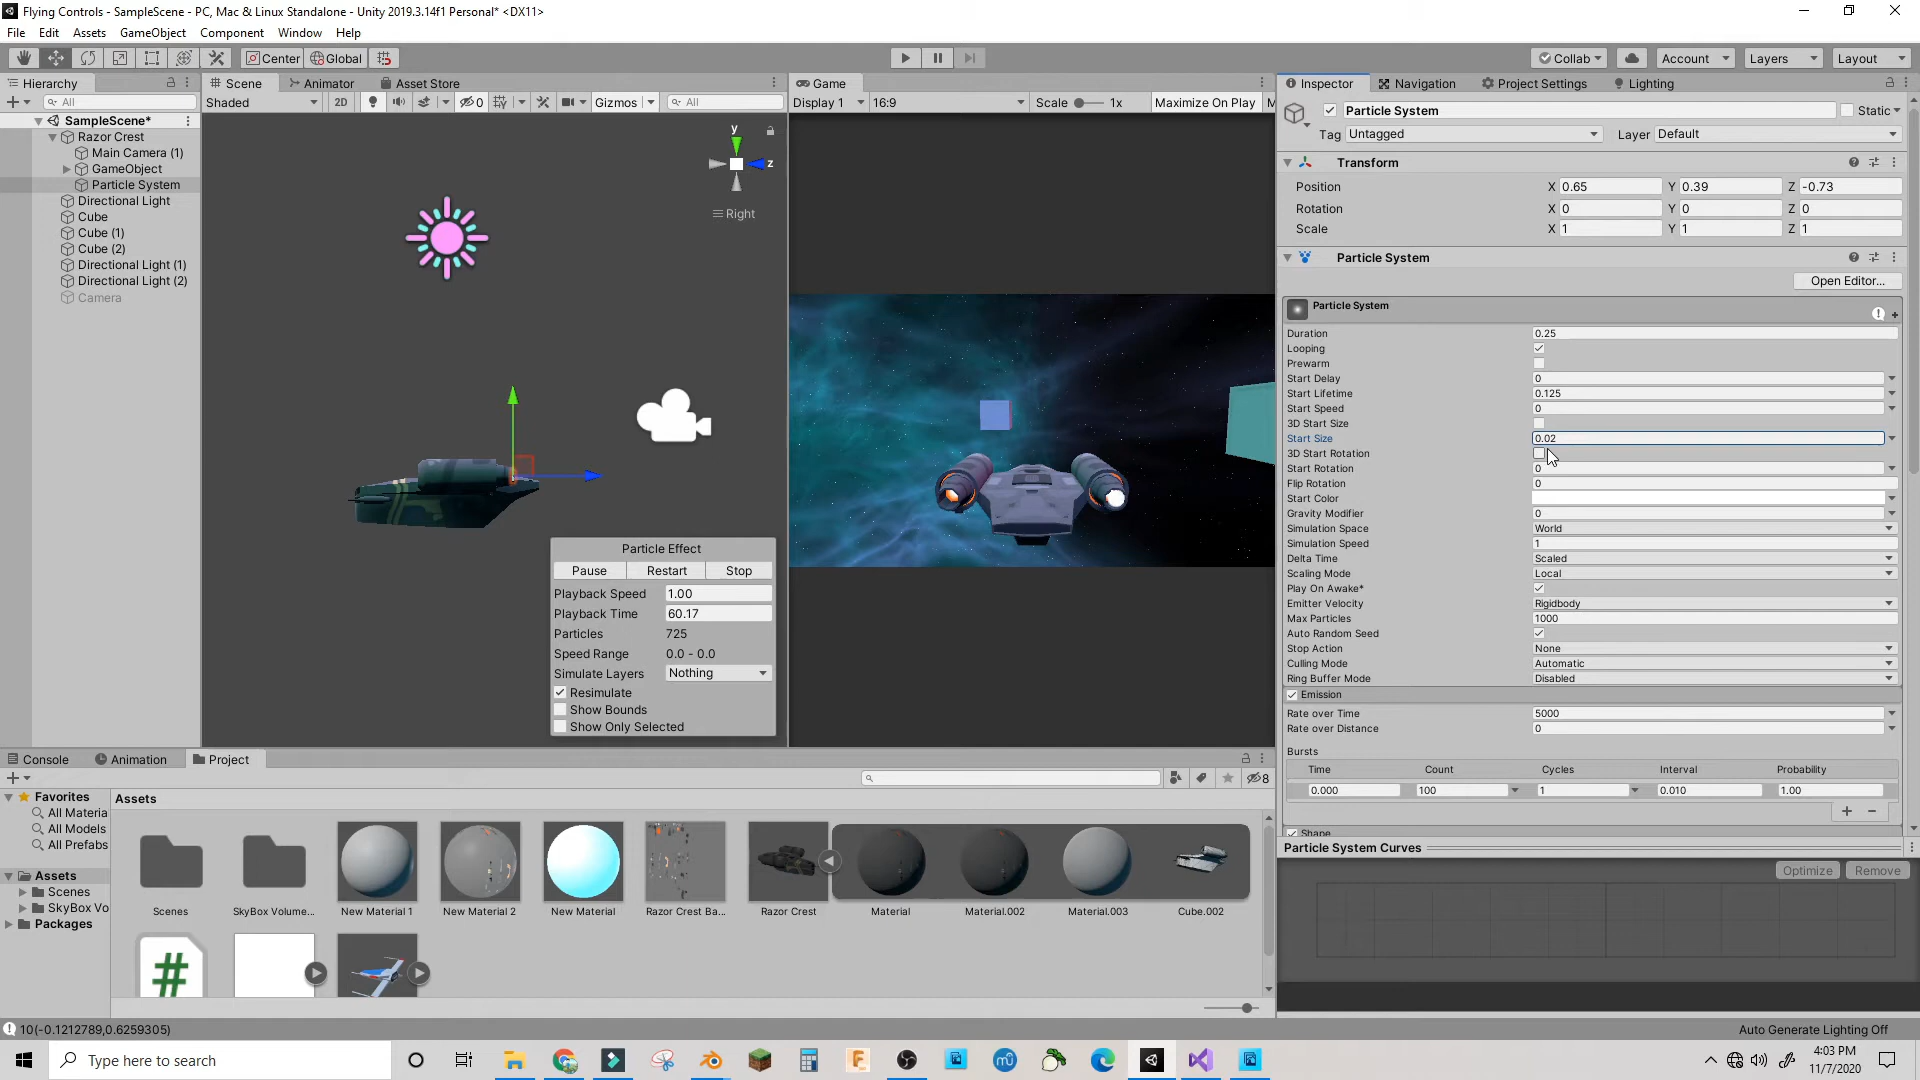 Flying Controls - SampleScene - PC, Mac & Linux Standalone - Unity 2019.3.14f1 Personal* <DX11>
File Edit Assets GameObject Component Window Help
Center Global Collab Account Layers Layout
Hierarchy
All
SampleScene*
Razor Crest
Main Camera (1)
GameObject
Particle System
Directional Light
Cube
Cube (1)
Cube (2)
Directional Light (1)
Directional Light (2)
Camera
Scene Animator Asset Store
Shaded 2D 0 Gizmos All
y
z
Right
Particle Effect
Pause Restart Stop
Playback Speed 1.00
Playback Time 60.17
Particles 725
Speed Range 0.0 - 0.0
Simulate Layers Nothing
Resimulate
Show Bounds
Show Only Selected
Game
Display 1 16:9 Scale 1x Maximize On Play M
Inspector Navigation Project Settings Lighting
Particle System Static
Tag Untagged Layer Default
Transform
Position X 0.65 Y 0.39 Z -0.73
Rotation X 0 Y 0 Z 0
Scale X 1 Y 1 Z 1
Particle System
Open Editor...
Particle System
Duration 0.25
Looping
Prewarm
Start Delay 0
Start Lifetime 0.125
Start Speed 0
3D Start Size
Start Size 0.02
3D Start Rotation
Start Rotation 0
Flip Rotation 0
Start Color
Gravity Modifier 0
Simulation Space World
Simulation Speed 1
Delta Time Scaled
Scaling Mode Local
Play On Awake*
Emitter Velocity Rigidbody
Max Particles 1000
Auto Random Seed
Stop Action None
Culling Mode Automatic
Ring Buffer Mode Disabled
Emission
Rate over Time 5000
Rate over Distance 0
Bursts
Time Count Cycles Interval Probability
0.000 100 1 0.010 1.00
Shape
Particle System Curves
Optimize Remove
Console Animation Project
8
Favorites
All Materia
All Models
All Prefabs
Assets
Scenes
SkyBox Vo
Packages
Assets
Scenes SkyBox Volume... New Material 1 New Material 2 New Material Razor Crest Ba... Razor Crest Material Material.002 Material.003 Cube.002
#
10(-0.1212789,0.6259305)
Auto Generate Lighting Off
Type here to search
4:03 PM
11/7/2020